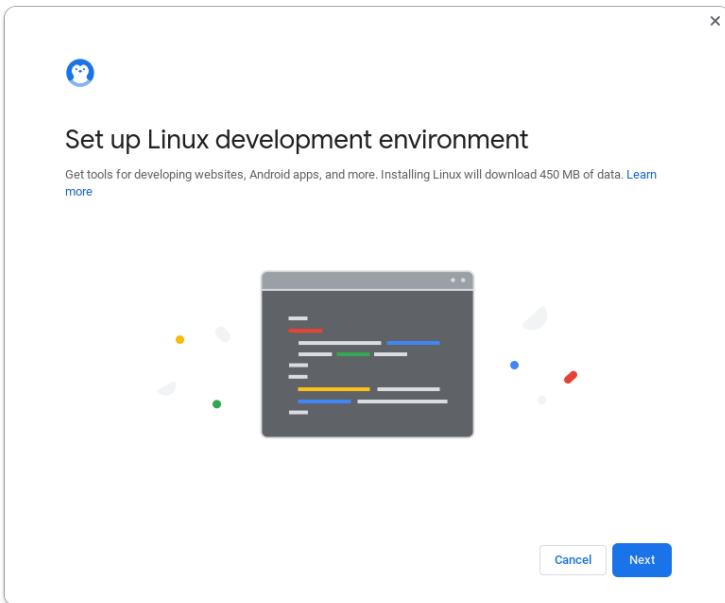 Set up Linux development environment
Get tools for developing websites, Android apps, and more. Installing Linux will download 450 MB of data. Learn
more
Cancel
Next